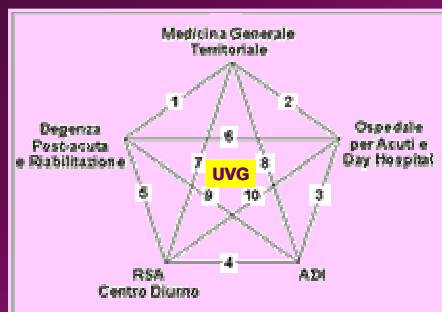 Medicina Generale
Territoriale
1
2
Degenza
Post-acuta
e Riabilitazione
6
Ospedale
per Acuti e
Day Hospital
7
8
UVG
5
9
10
3
4
RSA
Centro Diurno
ADI